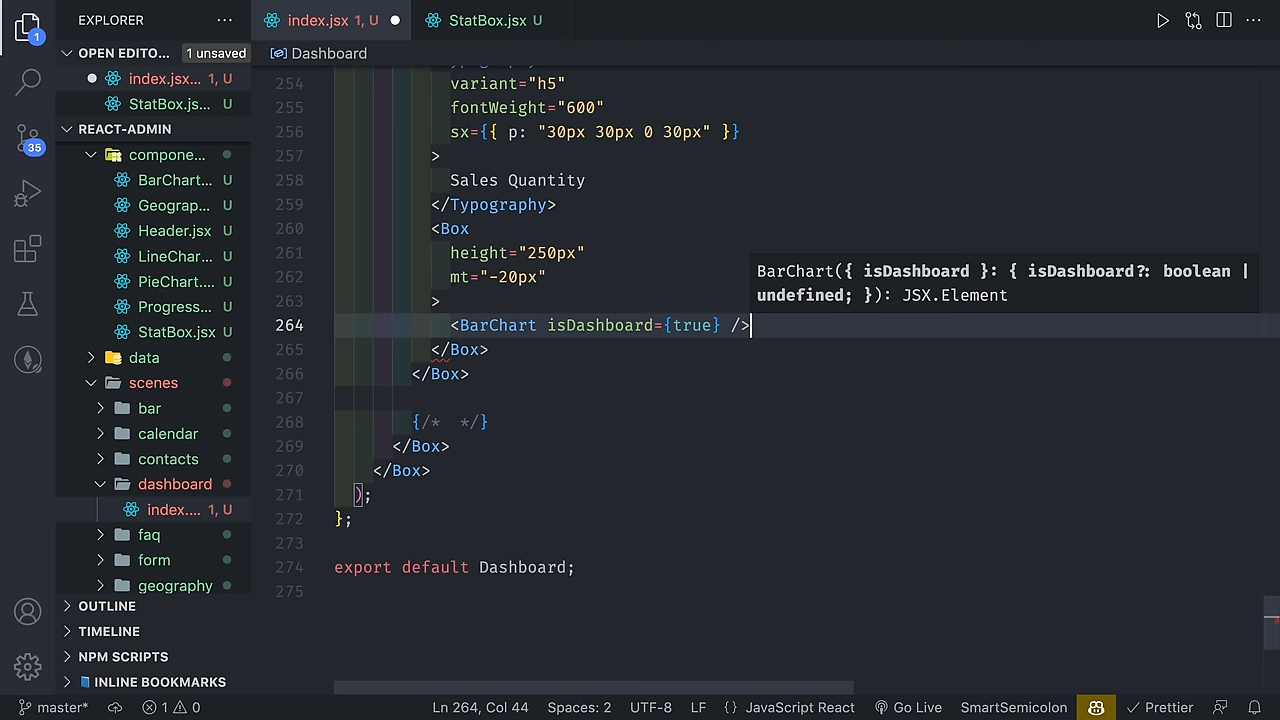 EXPLORER ···
index.jsx 1, U ●
StatBox.jsx U
OPEN EDITO... 1 unsaved
Dashboard
index.jsx... 1, U
StatBox.js... U
REACT-ADMIN
compone...
BarChart... U
Geograp... U
Header.jsx U
LineChar... U
PieChart.... U
Progress... U
StatBox.jsx U
data
scenes
bar
calendar
contacts
dashboard
index.... 1, U
faq
form
geography
OUTLINE
TIMELINE
NPM SCRIPTS
INLINE BOOKMARKS
1
35
254 variant="h5"
255 fontWeight="600"
256 sx={{ p: "30px 30px 0 30px" }}
257 >
258 Sales Quantity
259 </Typography>
260 <Box
261 height="250px"
262 mt="-20px"
263 >
264 <BarChart isDashboard={true} />
265 </Box>
266 </Box>
267
268 {/*  */}
269 </Box>
270 </Box>
271 );
272 };
273
274 export default Dashboard;
275
BarChart({ isDashboard }: { isDashboard?: boolean |
undefined; }): JSX.Element
master* 1 0 Ln 264, Col 44 Spaces: 2 UTF-8 LF {} JavaScript React Go Live SmartSemicolon Prettier